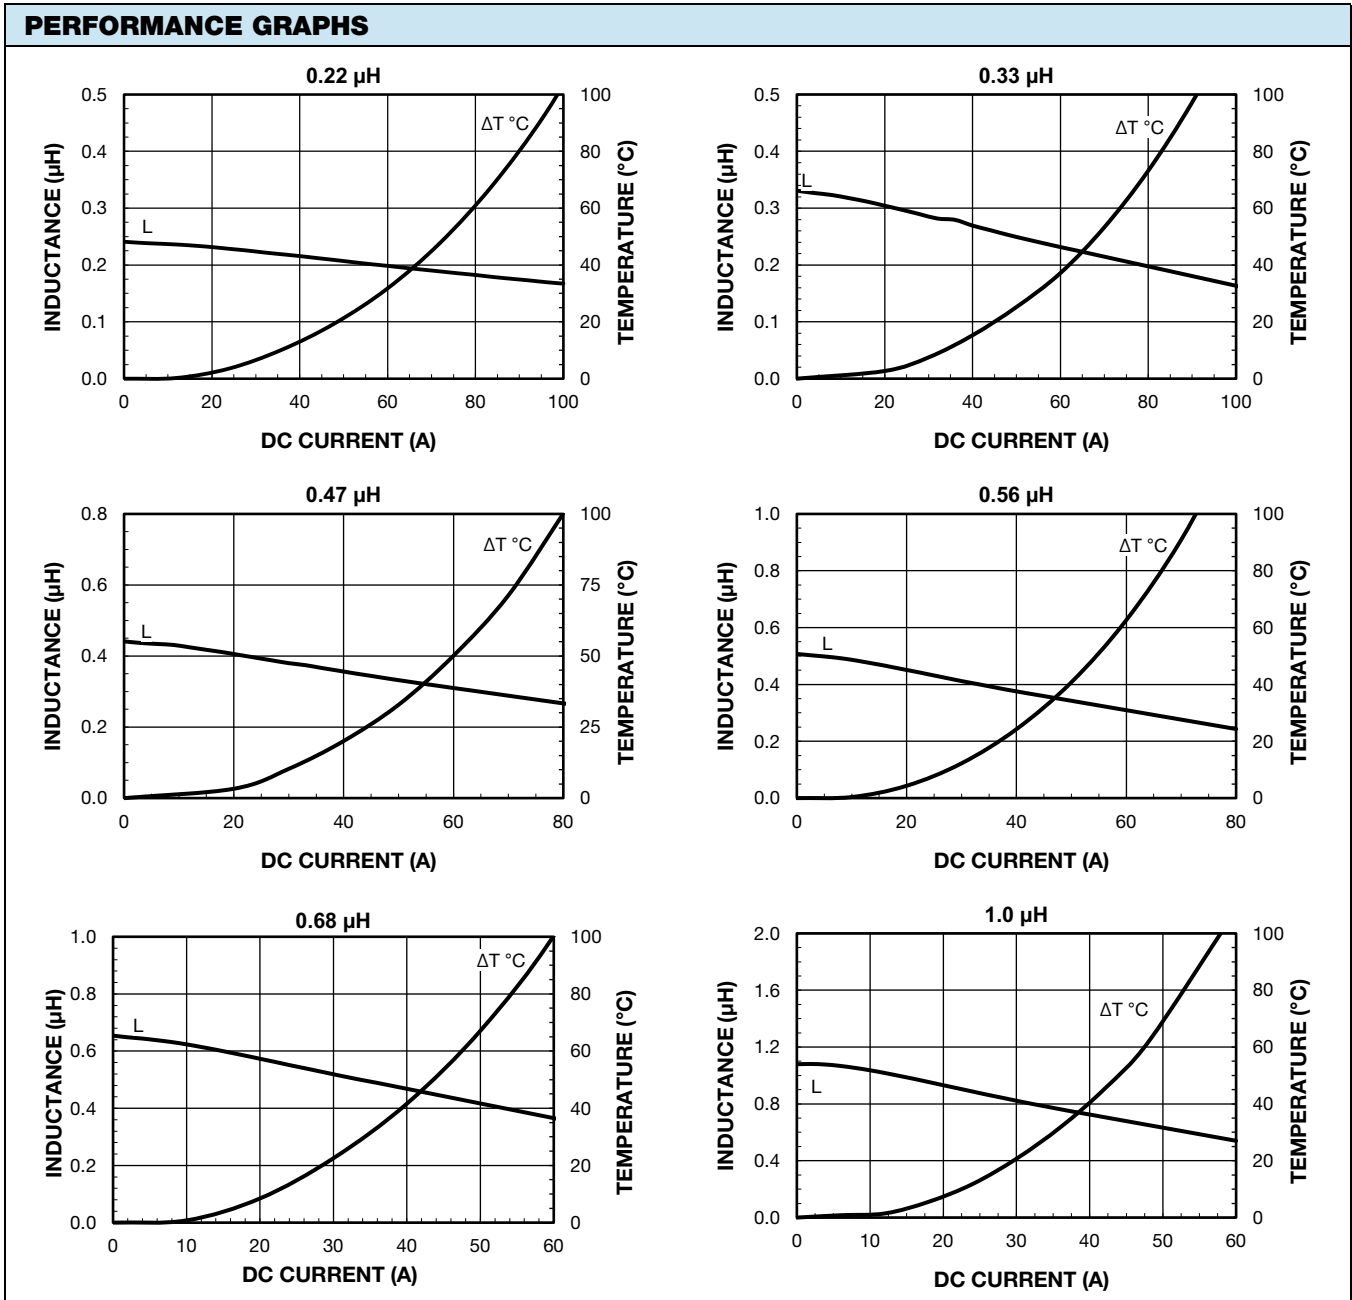 PERFORMANCE GRAPHS
0.22 µH
0.5 100
ΔT °C
0.4 80
0.3 60
L
0.2 40
0.1 20
0.0 0
0 20 40 60 80 100
INDUCTANCE (µH)
TEMPERATURE (°C)
DC CURRENT (A)
0.33 µH
0.5 100
ΔT °C
0.4 80
L
0.3 60
0.2 40
0.1 20
0.0 0
0 20 40 60 80 100
INDUCTANCE (µH)
TEMPERATURE (°C)
DC CURRENT (A)
0.47 µH
0.8 100
ΔT °C
0.6 75
L
0.4 50
0.2 25
0.0 0
0 20 40 60 80
INDUCTANCE (µH)
TEMPERATURE (°C)
DC CURRENT (A)
0.56 µH
1.0 100
ΔT °C
0.8 80
0.6 60
L
0.4 40
0.2 20
0.0 0
0 20 40 60 80
INDUCTANCE (µH)
TEMPERATURE (°C)
DC CURRENT (A)
0.68 µH
1.0 100
ΔT °C
0.8 80
L
0.6 60
0.4 40
0.2 20
0.0 0
0 10 20 30 40 50 60
INDUCTANCE (µH)
TEMPERATURE (°C)
DC CURRENT (A)
1.0 µH
2.0 100
1.6 80
ΔT °C
1.2 60
L
0.8 40
0.4 20
0.0 0
0 10 20 30 40 50 60
INDUCTANCE (µH)
TEMPERATURE (°C)
DC CURRENT (A)